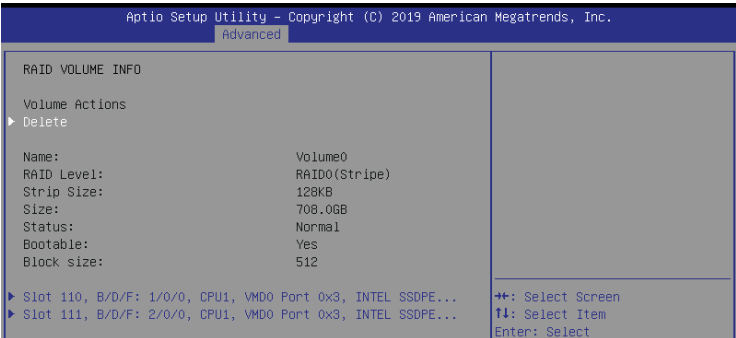 Aptio Setup Utility – Copyright (C) 2019 American Megatrends, Inc.
Advanced
RAID VOLUME INFO
Volume Actions
Delete
Name: Volume0
RAID Level: RAID0(Stripe)
Strip Size: 128KB
Size: 708.0GB
Status: Normal
Bootable: Yes
Block size: 512
Slot 110, B/D/F: 1/0/0, CPU1, VMD0 Port 0x3, INTEL SSDPE...
Slot 111, B/D/F: 2/0/0, CPU1, VMD0 Port 0x3, INTEL SSDPE...
→←: Select Screen
↑↓: Select Item
Enter: Select